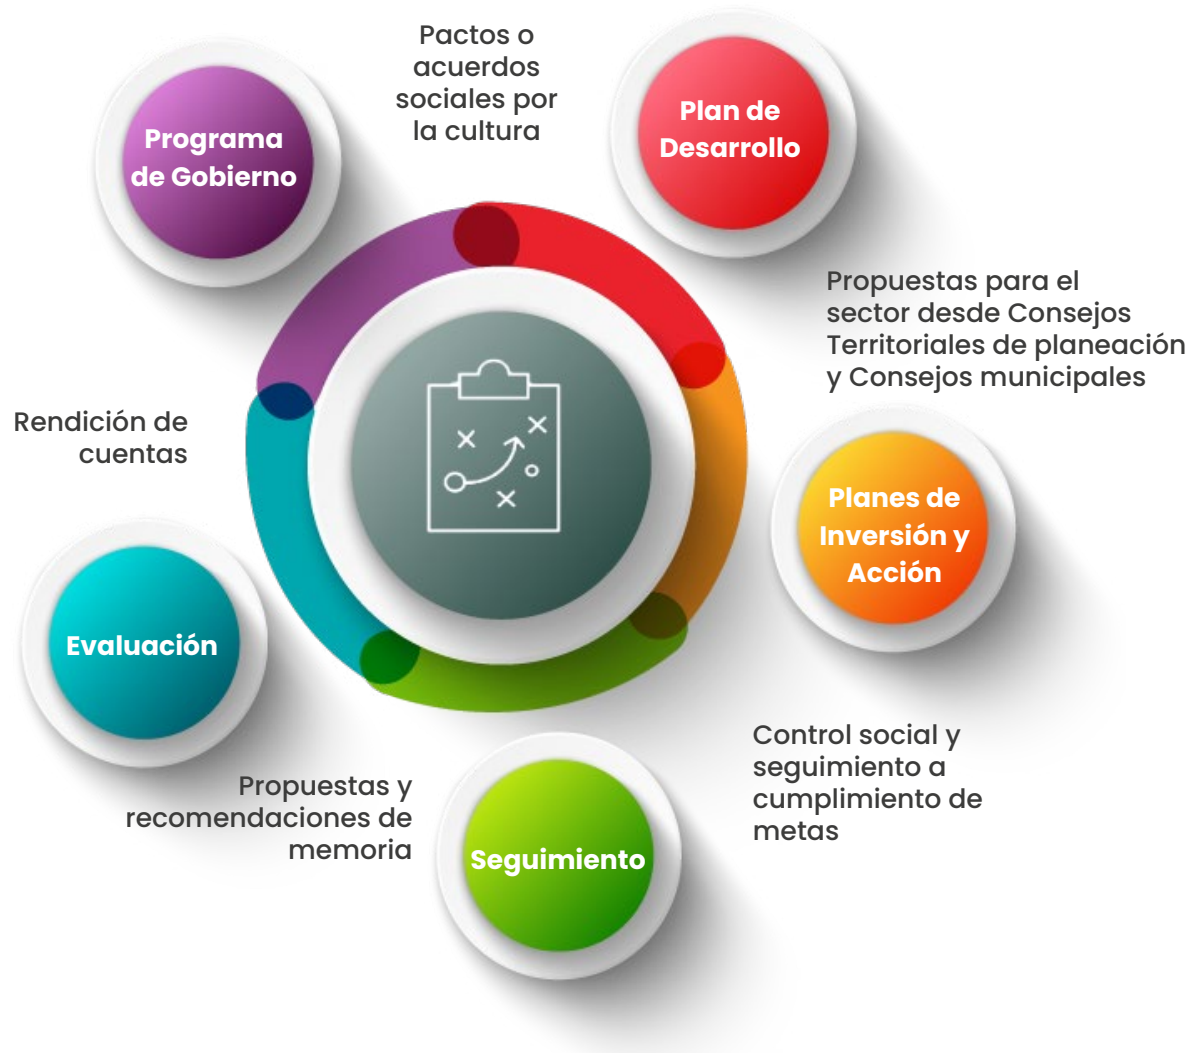 Pactos o
acuerdos
sociales por
la cultura
Programa
de Gobierno
Plan de
Desarrollo
Propuestas para el
sector desde Consejos
Territoriales de planeación
y Consejos municipales
Rendición de
cuentas
Planes de
Inversión y
Acción
Evaluación
Control social y
seguimiento a
cumplimiento de
metas
Propuestas y
recomendaciones de
memoria
Seguimiento